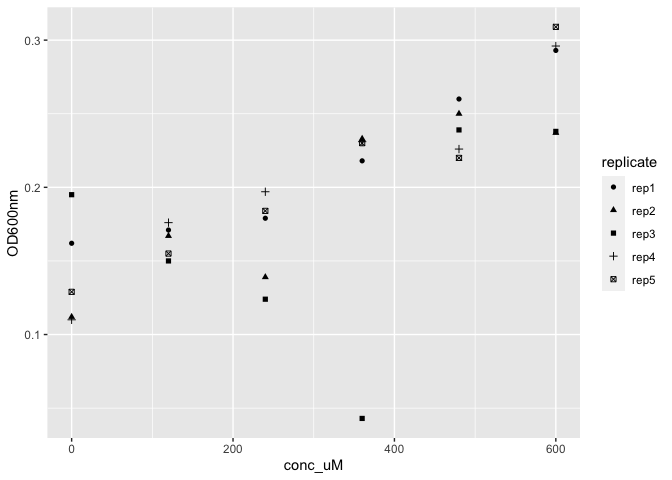 0.3
0.2
0.1
OD600nm
0
200
400
600
conc_uM
replicate
rep1
rep2
rep3
rep4
rep5